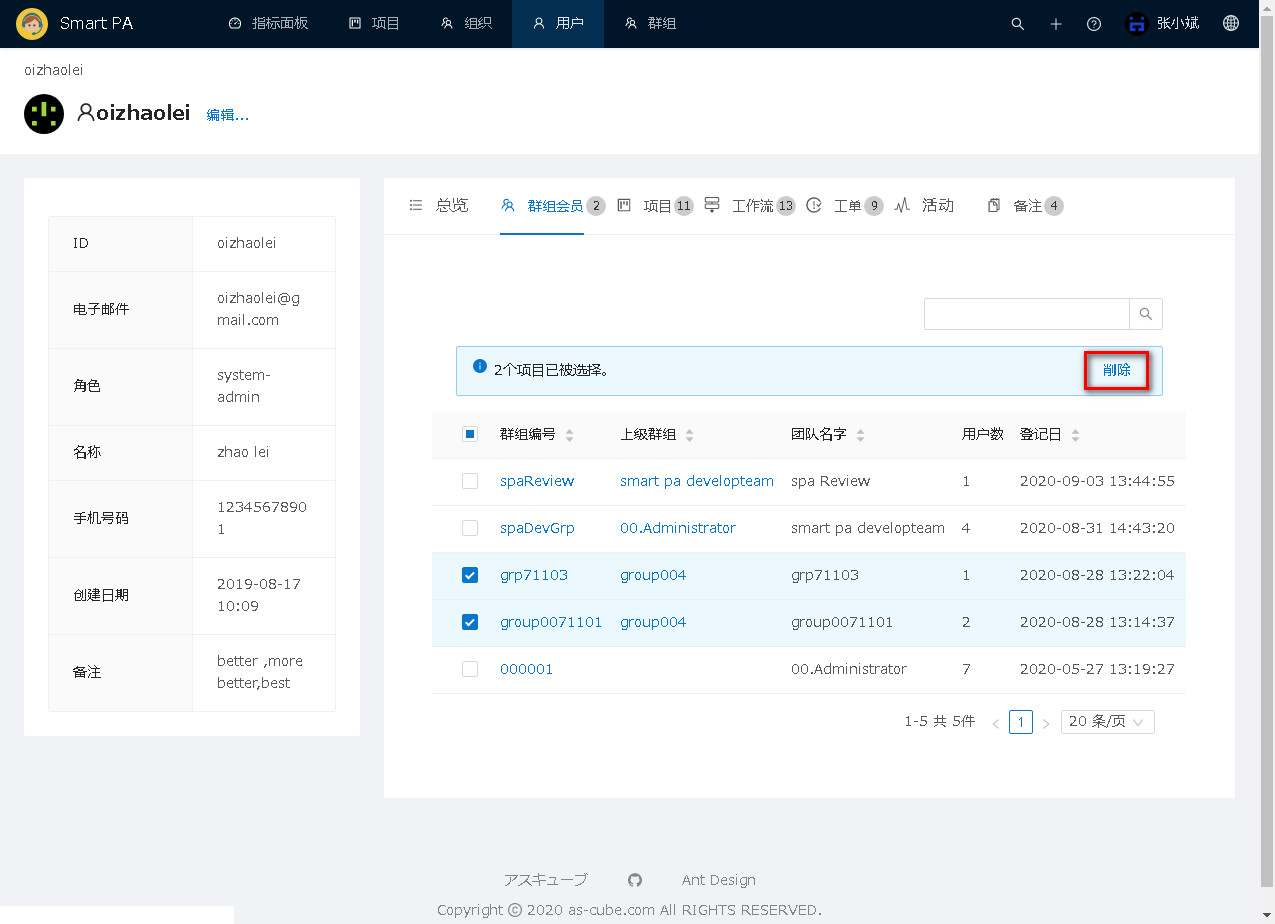 Smart PA 指标面板 项目 组织 用户 群组 张小斌
oizhaolei
oizhaolei 编辑...
总览 群组会员 2 项目 11 工作流 13 工单 9 活动 备注 4
ID oizhaolei
电子邮件 oizhaolei@g
mail.com
角色 system-
admin
名称 zhao lei
手机号码 1234567890
1
创建日期 2019-08-17
10:09
备注 better ,more
better,best
2个项目已被选择。 削除
群组编号 上级群组 团队名字 用户数 登记日
spaReview smart pa developteam spa Review 1 2020-09-03 13:44:55
spaDevGrp 00.Administrator smart pa developteam 4 2020-08-31 14:43:20
grp71103 group004 grp71103 1 2020-08-28 13:22:04
group0071101 group004 group0071101 2 2020-08-28 13:14:37
000001 00.Administrator 7 2020-05-27 13:19:27
1-5 共 5件 < 1 > 20 条/页
アスキューブ Ant Design
Copyright © 2020 as-cube.com All RIGHTS RESERVED.